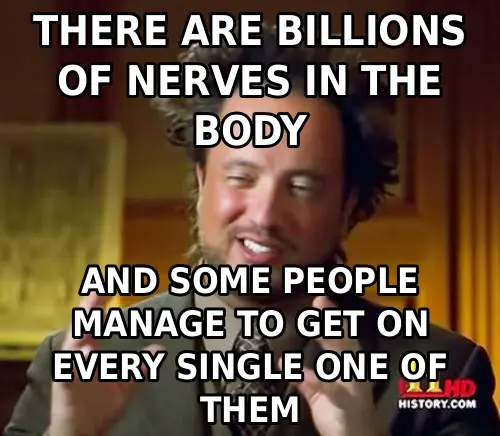 THERE ARE BILLIONS
OF NERVES IN THE
BODY
AND SOME PEOPLE
MANAGE TO GET ON
EVERY SINGLE ONE OF
THEM
HD
HISTORY.COM